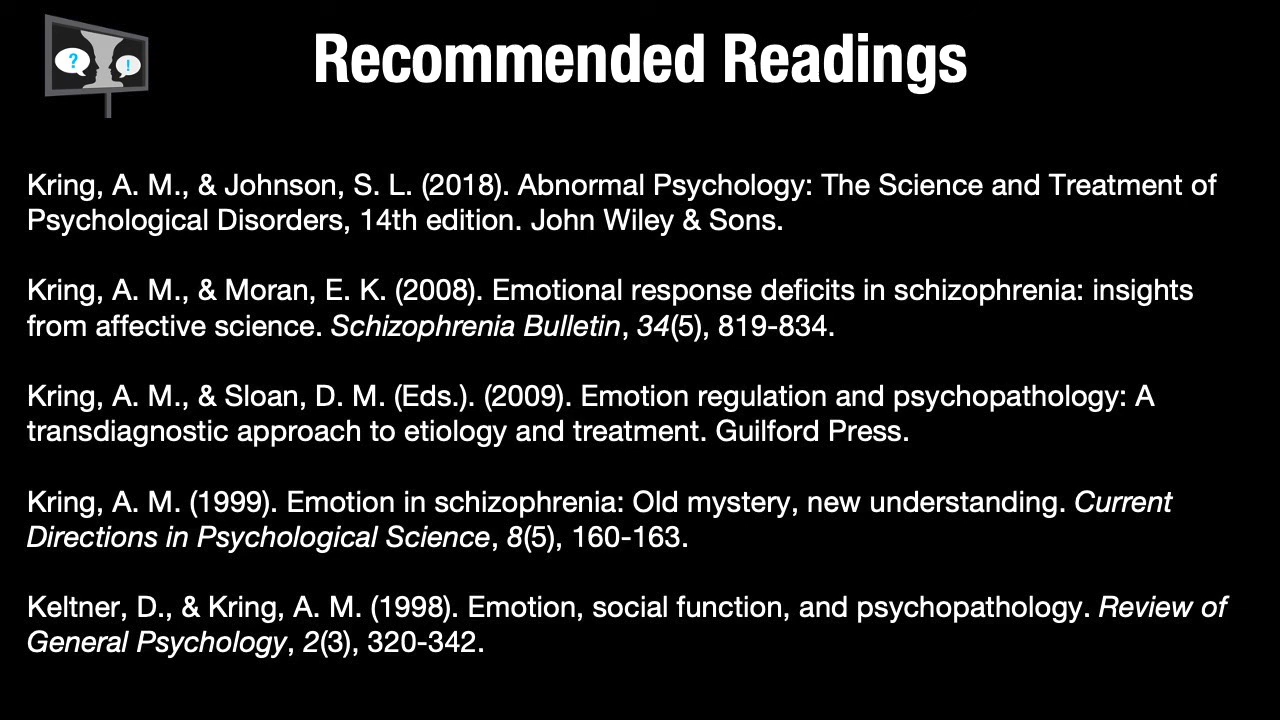 ? !
Recommended Readings
Kring, A. M., & Johnson, S. L. (2018). Abnormal Psychology: The Science and Treatment of
Psychological Disorders, 14th edition. John Wiley & Sons.
Kring, A. M., & Moran, E. K. (2008). Emotional response deficits in schizophrenia: insights
from affective science. Schizophrenia Bulletin, 34(5), 819-834.
Kring, A. M., & Sloan, D. M. (Eds.). (2009). Emotion regulation and psychopathology: A
transdiagnostic approach to etiology and treatment. Guilford Press.
Kring, A. M. (1999). Emotion in schizophrenia: Old mystery, new understanding. Current
Directions in Psychological Science, 8(5), 160-163.
Keltner, D., & Kring, A. M. (1998). Emotion, social function, and psychopathology. Review of
General Psychology, 2(3), 320-342.